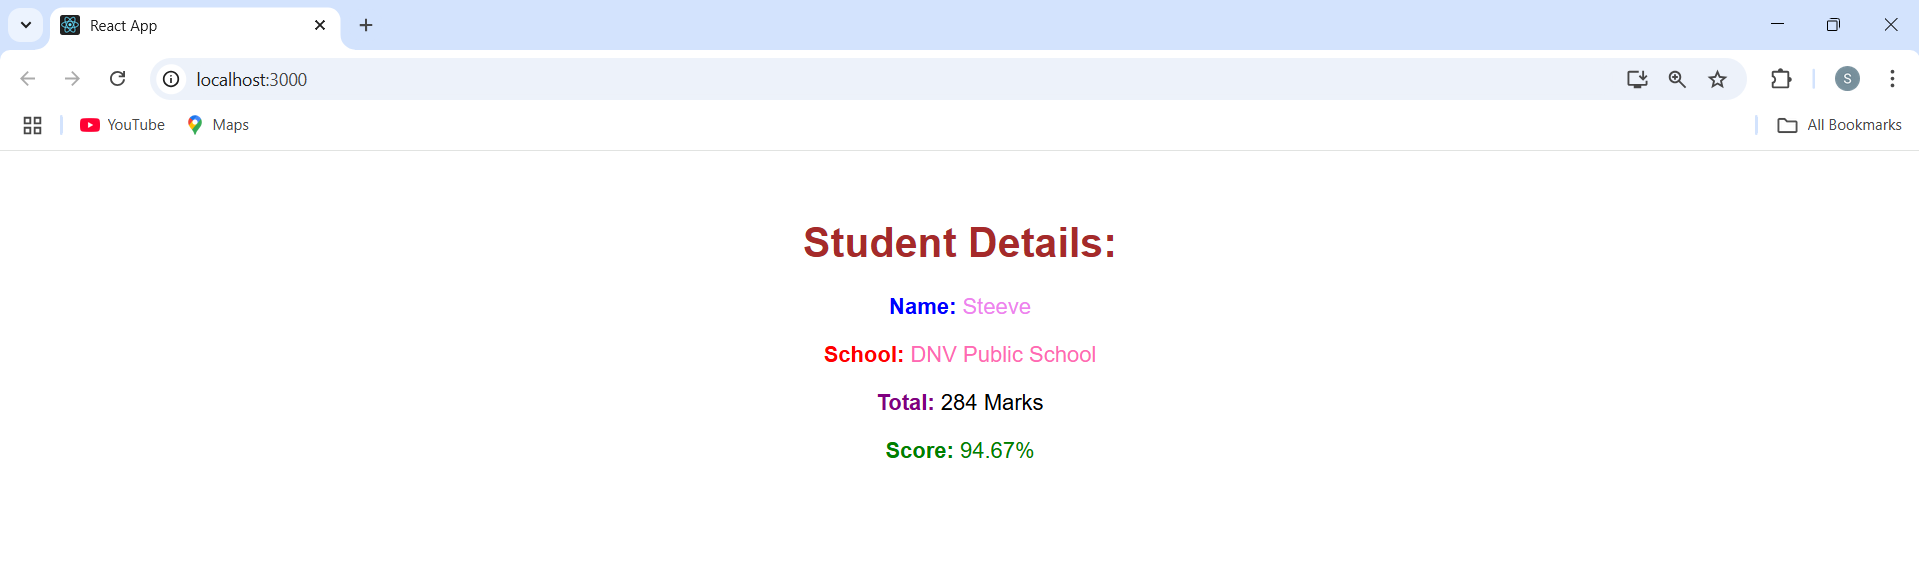 React App
localhost:3000
S
YouTube Maps All Bookmarks
Student Details:
Name: Steeve
School: DNV Public School
Total: 284 Marks
Score: 94.67%